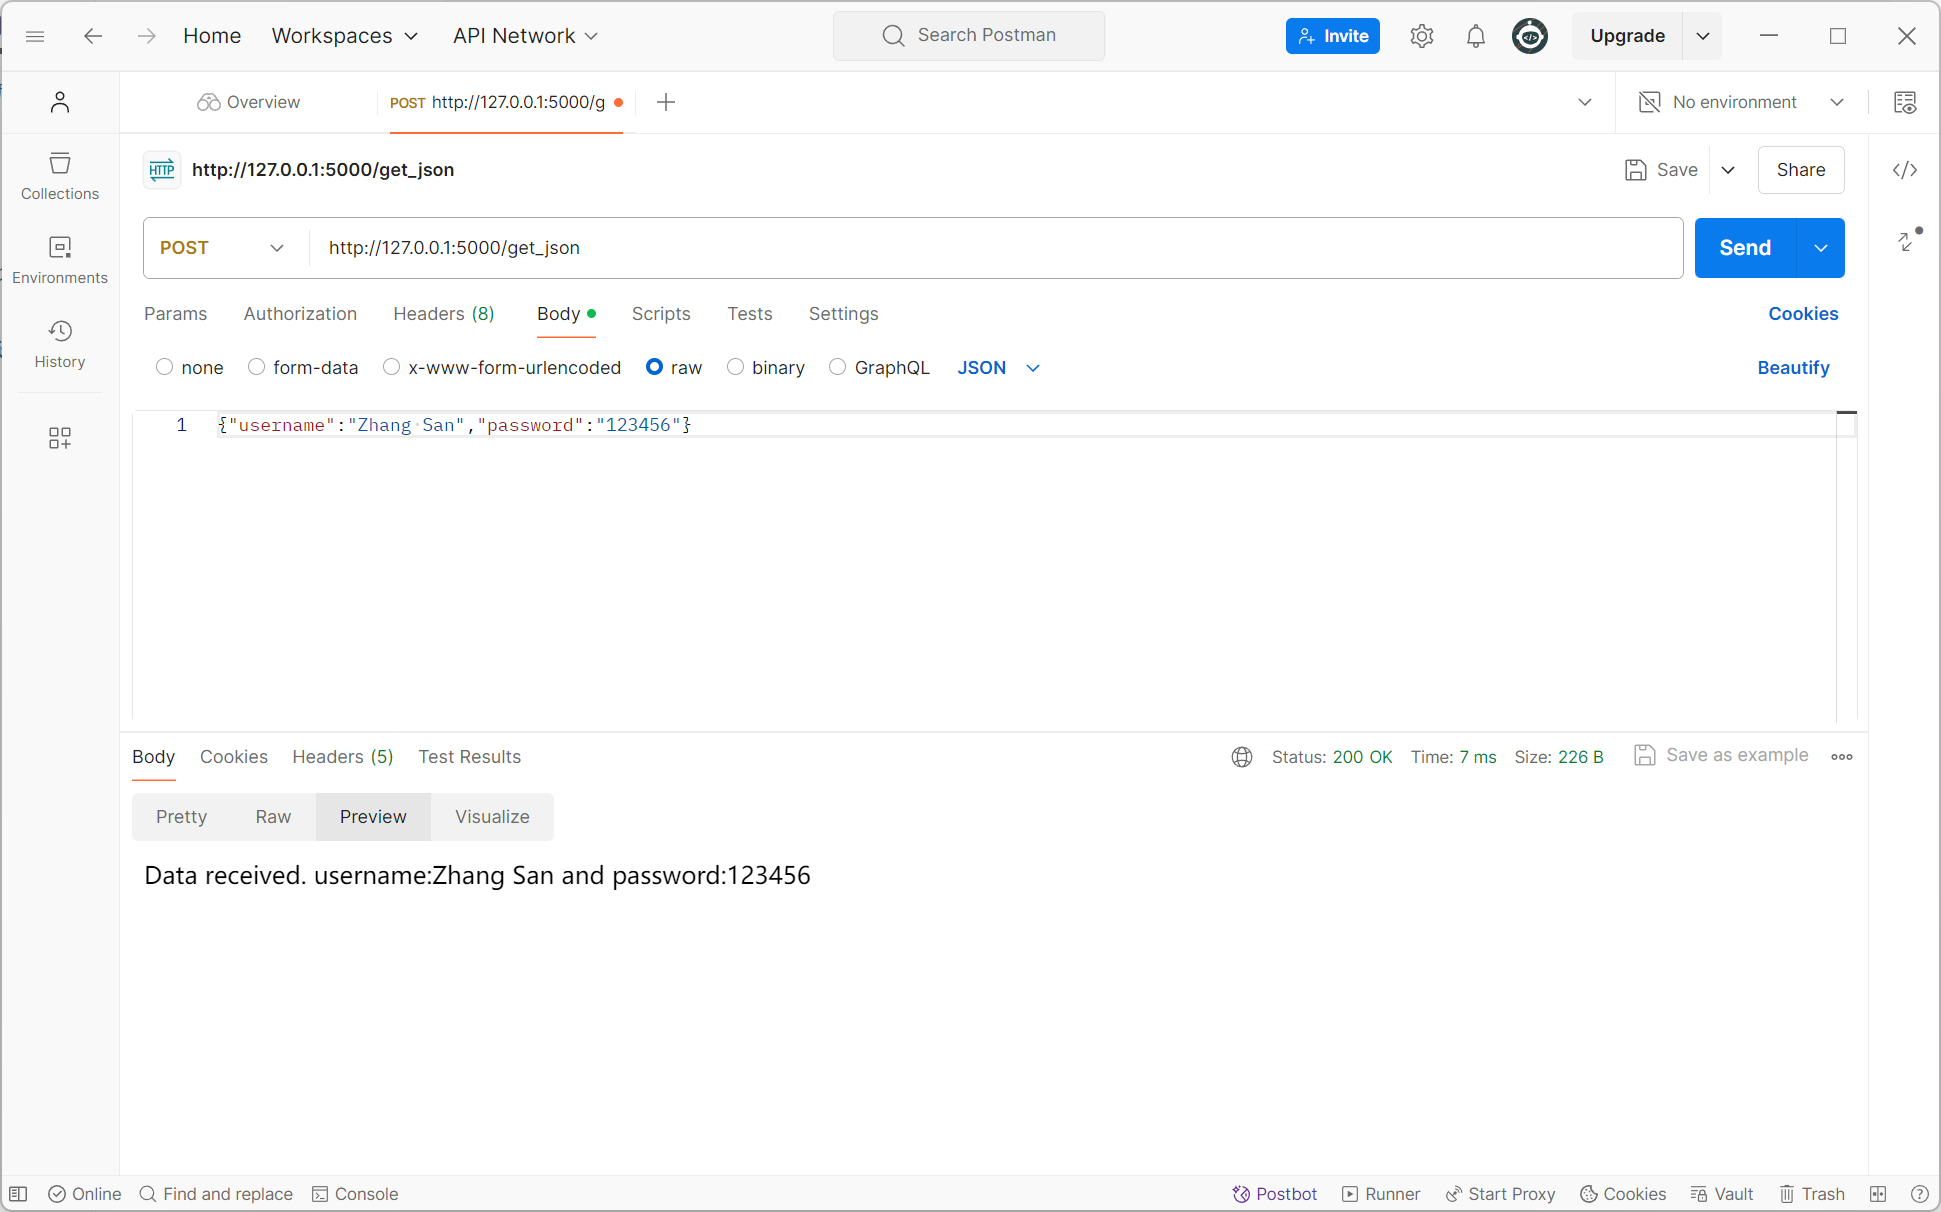 Home Workspaces API Network Search Postman Invite Upgrade
Overview POST http://127.0.0.1:5000/g No environment
HTTP http://127.0.0.1:5000/get_json Save Share
Collections
POST http://127.0.0.1:5000/get_json Send
Environments
Params Authorization Headers (8) Body Scripts Tests Settings Cookies
History
none form-data x-www-form-urlencoded raw binary GraphQL JSON Beautify
1 {"username":"Zhang San","password":"123456"}
Body Cookies Headers (5) Test Results Status: 200 OK Time: 7 ms Size: 226 B Save as example
Pretty Raw Preview Visualize
Data received. username:Zhang San and password:123456
Online Find and replace Console Postbot Runner Start Proxy Cookies Vault Trash